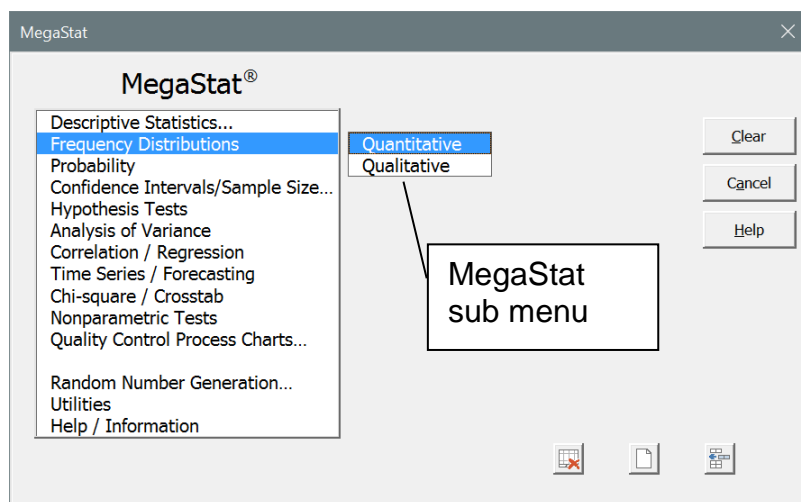 MegaStat
MegaStat®
Descriptive Statistics...
Frequency Distributions
Probability
Confidence Intervals/Sample Size...
Hypothesis Tests
Analysis of Variance
Correlation / Regression
Time Series / Forecasting
Chi-square / Crosstab
Nonparametric Tests
Quality Control Process Charts...
Random Number Generation...
Utilities
Help / Information
Quantitative
Qualitative
MegaStat
sub menu
Clear
Cancel
Help